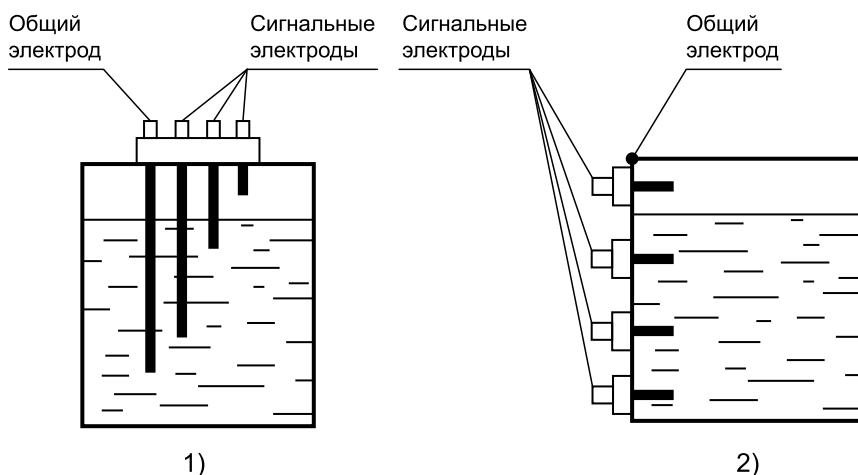 Общий
электрод
Сигнальные
электроды
Сигнальные
электроды
Общий
электрод
1)
2)